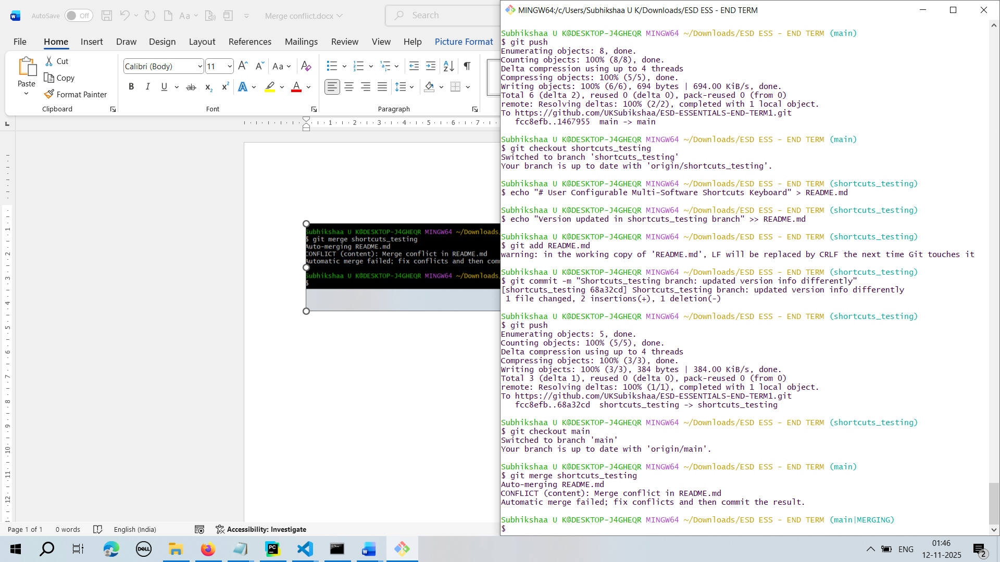 AutoSave Off Merge conflict.docx Search
File Home Insert Draw Design Layout References Mailings Review View Help Picture Format
Paste Cut Copy Format Painter
Calibri (Body) 11
Clipboard Font Paragraph
1 2 3 4 5 6 7
1
2
3
4
5
6
7
8
9
10
11
12
Subhikshaa U K@DESKTOP-J4GHEQR MINGW64 ~/Downloads
$ git merge shortcuts_testing
Auto-merging README.md
CONFLICT (content): Merge conflict in README.md
Automatic merge failed; fix conflicts and then com
Subhikshaa U K@DESKTOP-J4GHEQR MINGW64 ~/Downloads
$
Page 1 of 1 0 words English (India) Accessibility: Investigate
MINGW64:/c/Users/Subhikshaa U K/Downloads/ESD ESS - END TERM
Subhikshaa U K@DESKTOP-J4GHEQR MINGW64 ~/Downloads/ESD ESS - END TERM (main)
$ git push
Enumerating objects: 8, done.
Counting objects: 100% (8/8), done.
Delta compression using up to 4 threads
Compressing objects: 100% (5/5), done.
Writing objects: 100% (6/6), 694 bytes | 694.00 KiB/s, done.
Total 6 (delta 2), reused 0 (delta 0), pack-reused 0 (from 0)
remote: Resolving deltas: 100% (2/2), completed with 1 local object.
To https://github.com/UKSubikshaa/ESD-ESSENTIALS-END-TERM1.git
fcc8efb..1467955 main -> main
Subhikshaa U K@DESKTOP-J4GHEQR MINGW64 ~/Downloads/ESD ESS - END TERM (main)
$ git checkout shortcuts_testing
Switched to branch 'shortcuts_testing'
Your branch is up to date with 'origin/shortcuts_testing'.
Subhikshaa U K@DESKTOP-J4GHEQR MINGW64 ~/Downloads/ESD ESS - END TERM (shortcuts_testing)
$ echo "# User Configurable Multi-Software Shortcuts Keyboard" > README.md
Subhikshaa U K@DESKTOP-J4GHEQR MINGW64 ~/Downloads/ESD ESS - END TERM (shortcuts_testing)
$ echo "Version updated in shortcuts_testing branch" >> README.md
Subhikshaa U K@DESKTOP-J4GHEQR MINGW64 ~/Downloads/ESD ESS - END TERM (shortcuts_testing)
$ git add README.md
warning: in the working copy of 'README.md', LF will be replaced by CRLF the next time Git touches it
Subhikshaa U K@DESKTOP-J4GHEQR MINGW64 ~/Downloads/ESD ESS - END TERM (shortcuts_testing)
$ git commit -m "Shortcuts_testing branch: updated version info differently"
[shortcuts_testing 68a32cd] Shortcuts_testing branch: updated version info differently
1 file changed, 2 insertions(+), 1 deletion(-)
Subhikshaa U K@DESKTOP-J4GHEQR MINGW64 ~/Downloads/ESD ESS - END TERM (shortcuts_testing)
$ git push
Enumerating objects: 5, done.
Counting objects: 100% (5/5), done.
Delta compression using up to 4 threads
Compressing objects: 100% (3/3), done.
Writing objects: 100% (3/3), 384 bytes | 384.00 KiB/s, done.
Total 3 (delta 1), reused 0 (delta 0), pack-reused 0 (from 0)
remote: Resolving deltas: 100% (1/1), completed with 1 local object.
To https://github.com/UKSubikshaa/ESD-ESSENTIALS-END-TERM1.git
fcc8efb..68a32cd shortcuts_testing -> shortcuts_testing
Subhikshaa U K@DESKTOP-J4GHEQR MINGW64 ~/Downloads/ESD ESS - END TERM (shortcuts_testing)
$ git checkout main
Switched to branch 'main'
Your branch is up to date with 'origin/main'.
Subhikshaa U K@DESKTOP-J4GHEQR MINGW64 ~/Downloads/ESD ESS - END TERM (main)
$ git merge shortcuts_testing
Auto-merging README.md
CONFLICT (content): Merge conflict in README.md
Automatic merge failed; fix conflicts and then commit the result.
Subhikshaa U K@DESKTOP-J4GHEQR MINGW64 ~/Downloads/ESD ESS - END TERM (main|MERGING)
$
DELL
ENG
01:46
12-11-2025
2